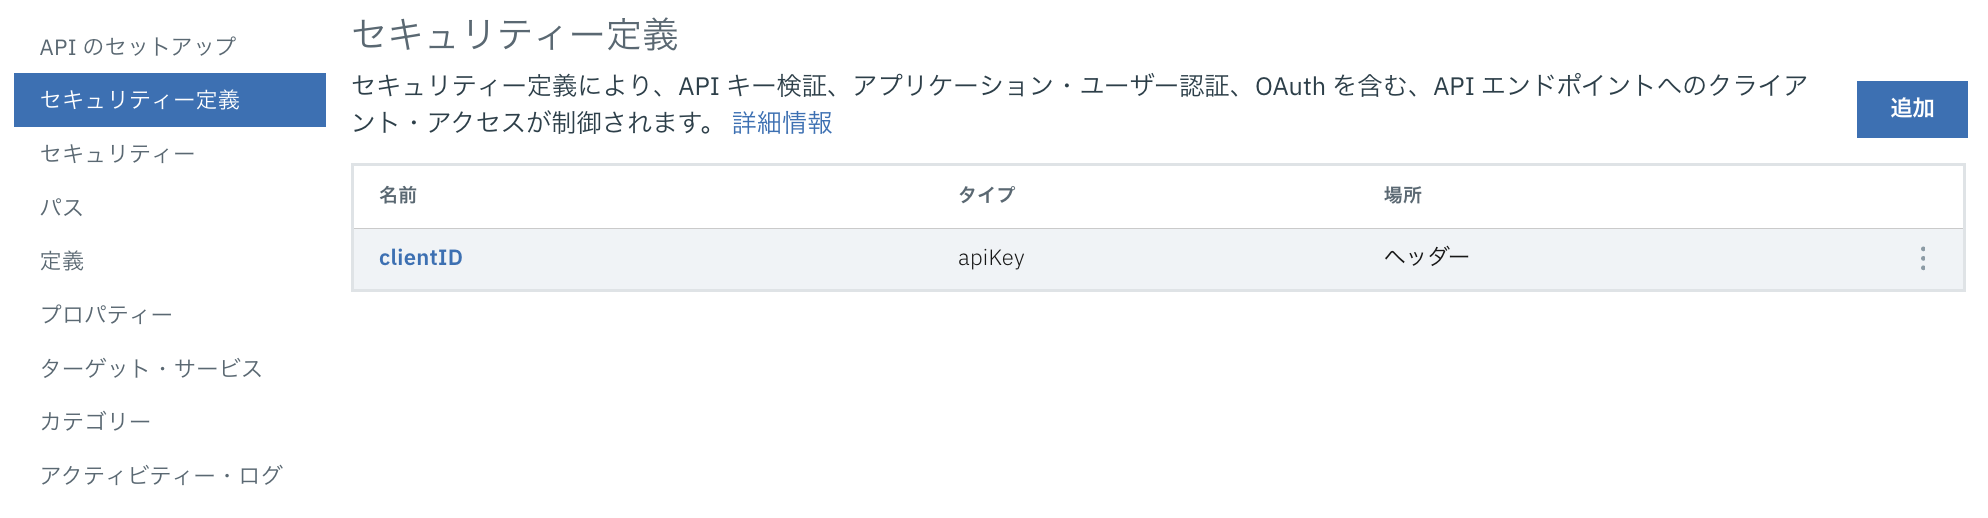 API のセットアップ
セキュリティー定義
セキュリティー
パス
定義
プロパティー
ターゲット・サービス
カテゴリー
アクティビティー・ログ
セキュリティー定義
セキュリティー定義により、API キー検証、アプリケーション・ユーザー認証、OAuth を含む、API エンドポイントへのクライア
ント・アクセスが制御されます。 詳細情報
追加
名前 タイプ 場所
clientID apiKey ヘッダー